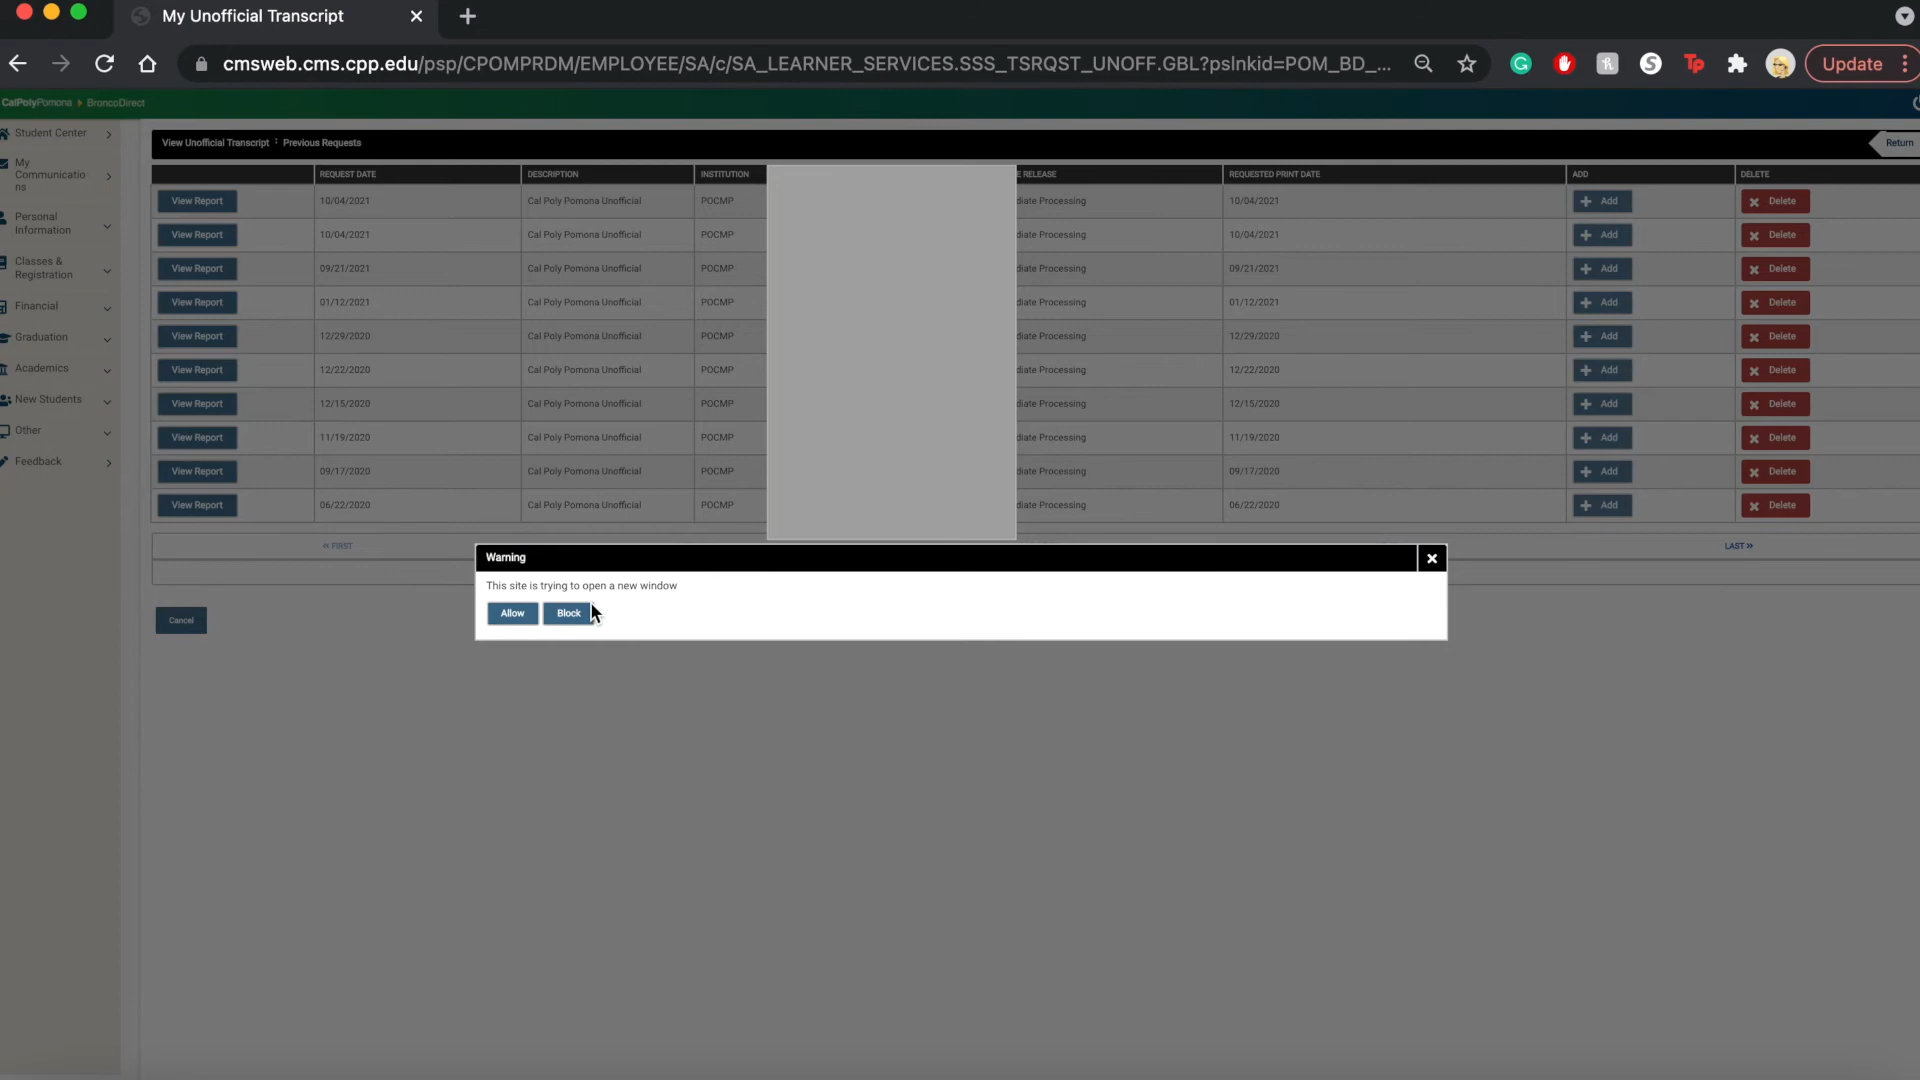 My Unofficial Transcript
cmsweb.cms.cpp.edu/psp/CPOMPRDM/EMPLOYEE/SA/c/SA_LEARNER_SERVICES.SSS_TSRQST_UNOFF.GBL?pslnkid=POM_BD_...
Update
CalPolyPomona BroncoDirect
Student Center
My
Communicatio
ns
Personal
Information
Classes &
Registration
Financial
Graduation
Academics
New Students
Other
Feedback
View Unofficial Transcript : Previous Requests
Return
REQUEST DATE DESCRIPTION INSTITUTION E RELEASE REQUESTED PRINT DATE ADD DELETE
View Report 10/04/2021 Cal Poly Pomona Unofficial POCMP diate Processing 10/04/2021 Add Delete
View Report 10/04/2021 Cal Poly Pomona Unofficial POCMP diate Processing 10/04/2021 Add Delete
View Report 09/21/2021 Cal Poly Pomona Unofficial POCMP diate Processing 09/21/2021 Add Delete
View Report 01/12/2021 Cal Poly Pomona Unofficial POCMP diate Processing 01/12/2021 Add Delete
View Report 12/29/2020 Cal Poly Pomona Unofficial POCMP diate Processing 12/29/2020 Add Delete
View Report 12/22/2020 Cal Poly Pomona Unofficial POCMP diate Processing 12/22/2020 Add Delete
View Report 12/15/2020 Cal Poly Pomona Unofficial POCMP diate Processing 12/15/2020 Add Delete
View Report 11/19/2020 Cal Poly Pomona Unofficial POCMP diate Processing 11/19/2020 Add Delete
View Report 09/17/2020 Cal Poly Pomona Unofficial POCMP diate Processing 09/17/2020 Add Delete
View Report 06/22/2020 Cal Poly Pomona Unofficial POCMP diate Processing 06/22/2020 Add Delete
« FIRST LAST »
Warning
This site is trying to open a new window
Allow Block
Cancel